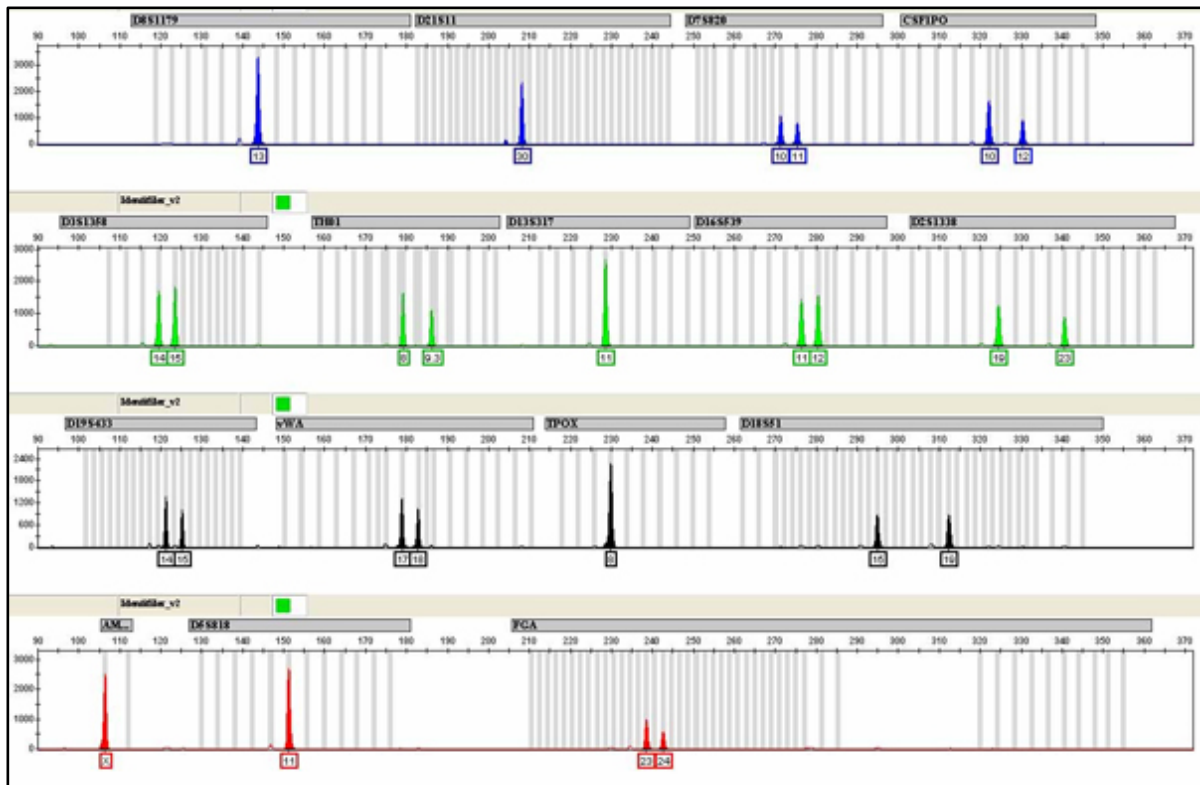 D8S1179 D21S11 D7S820 CSF1PO
90 100 110 120 130 140 150 160 170 180 190 200 210 220 230 240 250 260 270 280 290 300 310 320 330 340 350 360 370
3000
2000
1000
0
13 30 10 11 10 12
Identifiler_v2
D3S1358 TH01 D13S317 D16S539 D2S1338
90 100 110 120 130 140 150 160 170 180 190 200 210 220 230 240 250 260 270 280 290 300 310 320 330 340 350 360 370
3000
2000
1000
0
14 15 8 9.3 11 11 12 19 23
Identifiler_v2
D19S433 vWA TPOX D18S51
90 100 110 120 130 140 150 160 170 180 190 200 210 220 230 240 250 260 270 280 290 300 310 320 330 340 350 360 370
2400
1800
1200
600
0
14 15 17 18 8 15 19
Identifiler_v2
AM... D5S818 FGA
90 100 110 120 130 140 150 160 170 180 190 200 210 220 230 240 250 260 270 280 290 300 310 320 330 340 350 360 370
3000
2000
1000
0
X 11 23 24